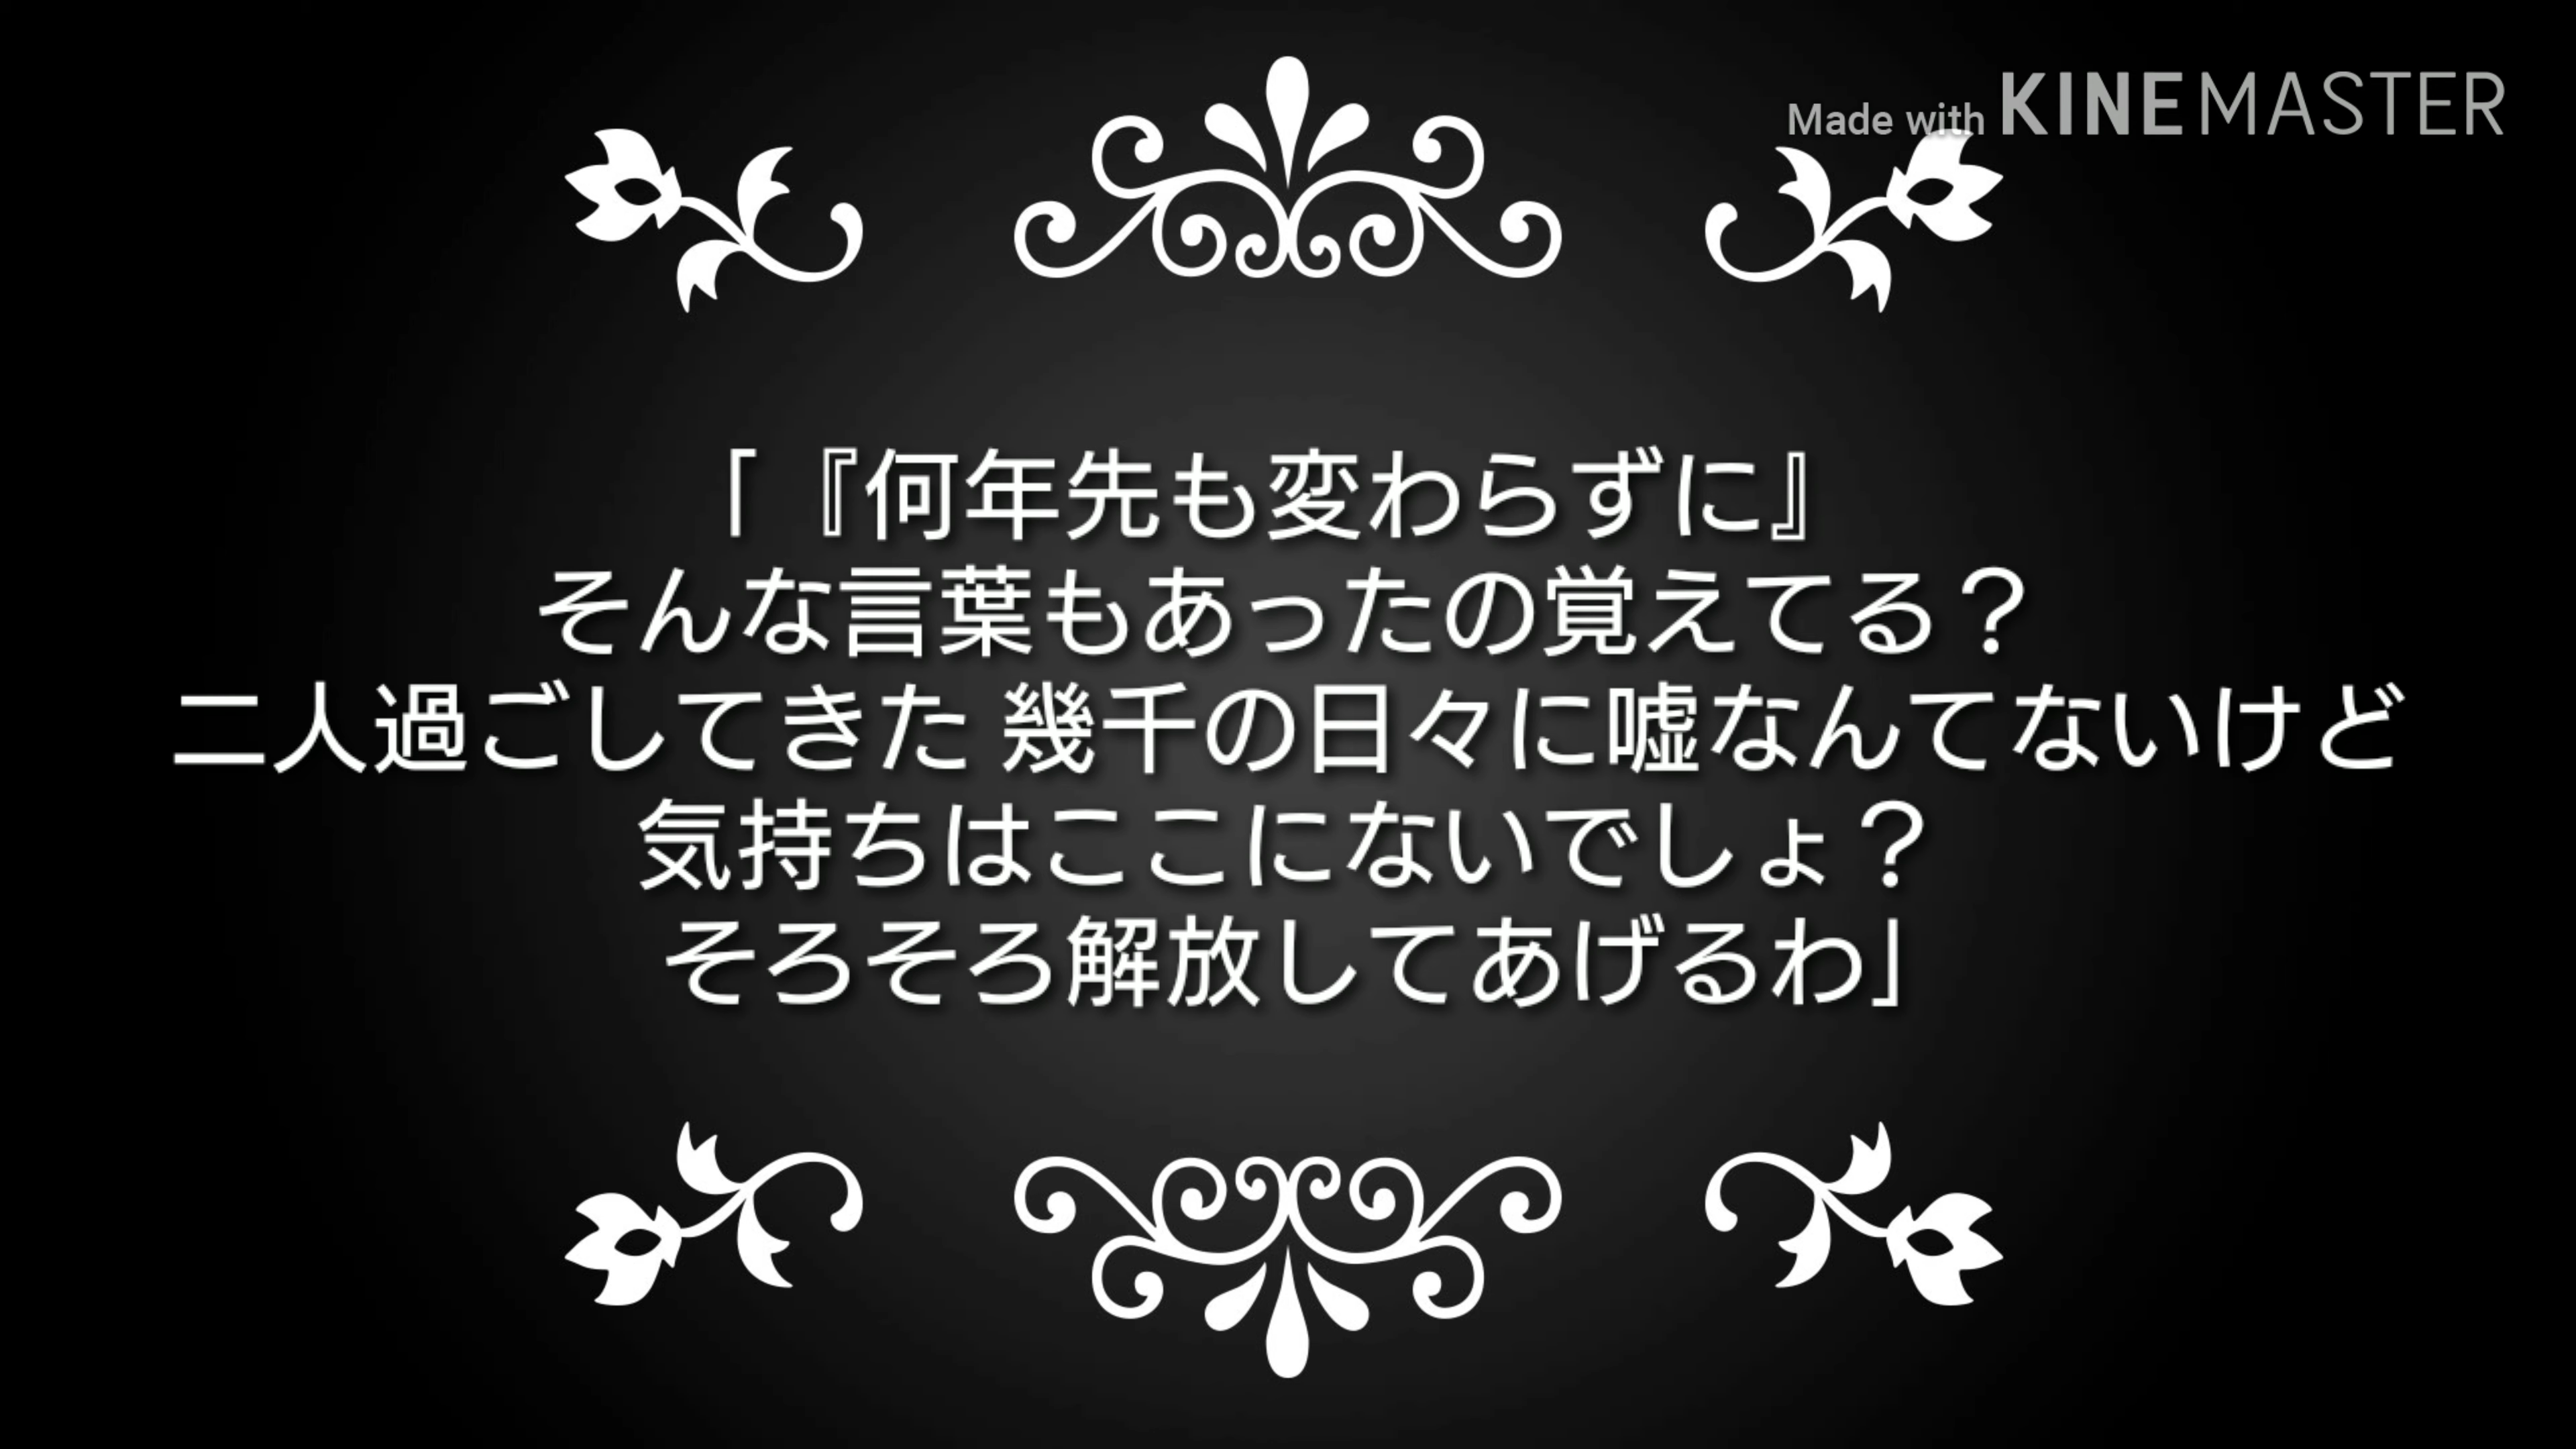 Made with KINEMASTER
「『何年先も変わらずに』
そんな言葉もあったの覚えてる？
二人過ごしてきた 幾千の日々に嘘なんてないけど
気持ちはここにないでしょ？
そろそろ解放してあげるわ」